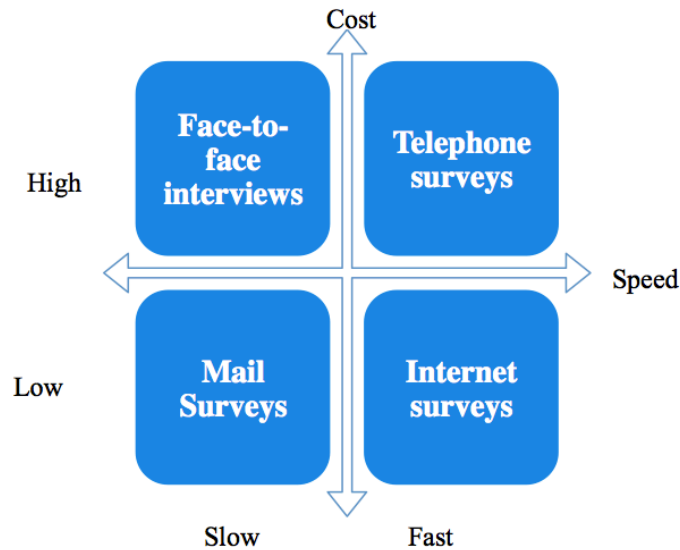 Cost
Face-to-
face
interviews
Telephone
surveys
High
Speed
Low
Mail
Surveys
Internet
surveys
Slow
Fast